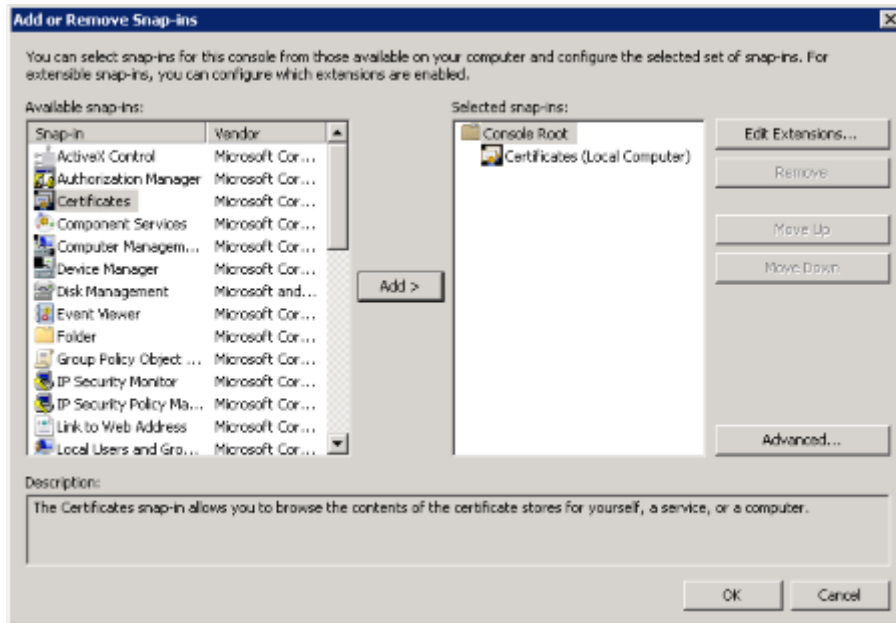 Add or Remove Snap-ins
You can select snap-ins for this console from those available on your computer and configure the selected set of snap-ins. For
extensible snap-ins, you can configure which extensions are enabled.
Available snap-ins:
Snap-in Vendor
ActiveX Control Microsoft Cor...
Authorization Manager Microsoft Cor...
Certificates Microsoft Cor...
Component Services Microsoft Cor...
Computer Managem... Microsoft Cor...
Device Manager Microsoft Cor...
Disk Management Microsoft and...
Event Viewer Microsoft Cor...
Folder Microsoft Cor...
Group Policy Object ... Microsoft Cor...
IP Security Monitor Microsoft Cor...
IP Security Policy Ma... Microsoft Cor...
Link to Web Address Microsoft Cor...
Local Users and Gro... Microsoft Cor...
Add >
Selected snap-ins:
Console Root
Certificates (Local Computer)
Edit Extensions...
Remove
Move Up
Move Down
Advanced...
Description:
The Certificates snap-in allows you to browse the contents of the certificate stores for yourself, a service, or a computer.
OK
Cancel